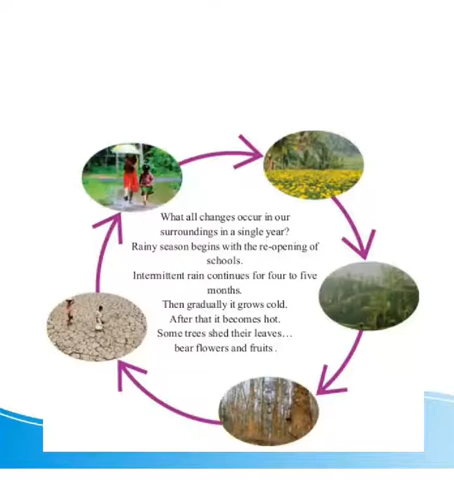 What all changes occur in our
surroundings in a single year?
Rainy season begins with the re-opening of
schools.
Intermittent rain continues for four to five
months.
Then gradually it grows cold.
After that it becomes hot.
Some trees shed their leaves…
bear flowers and fruits .